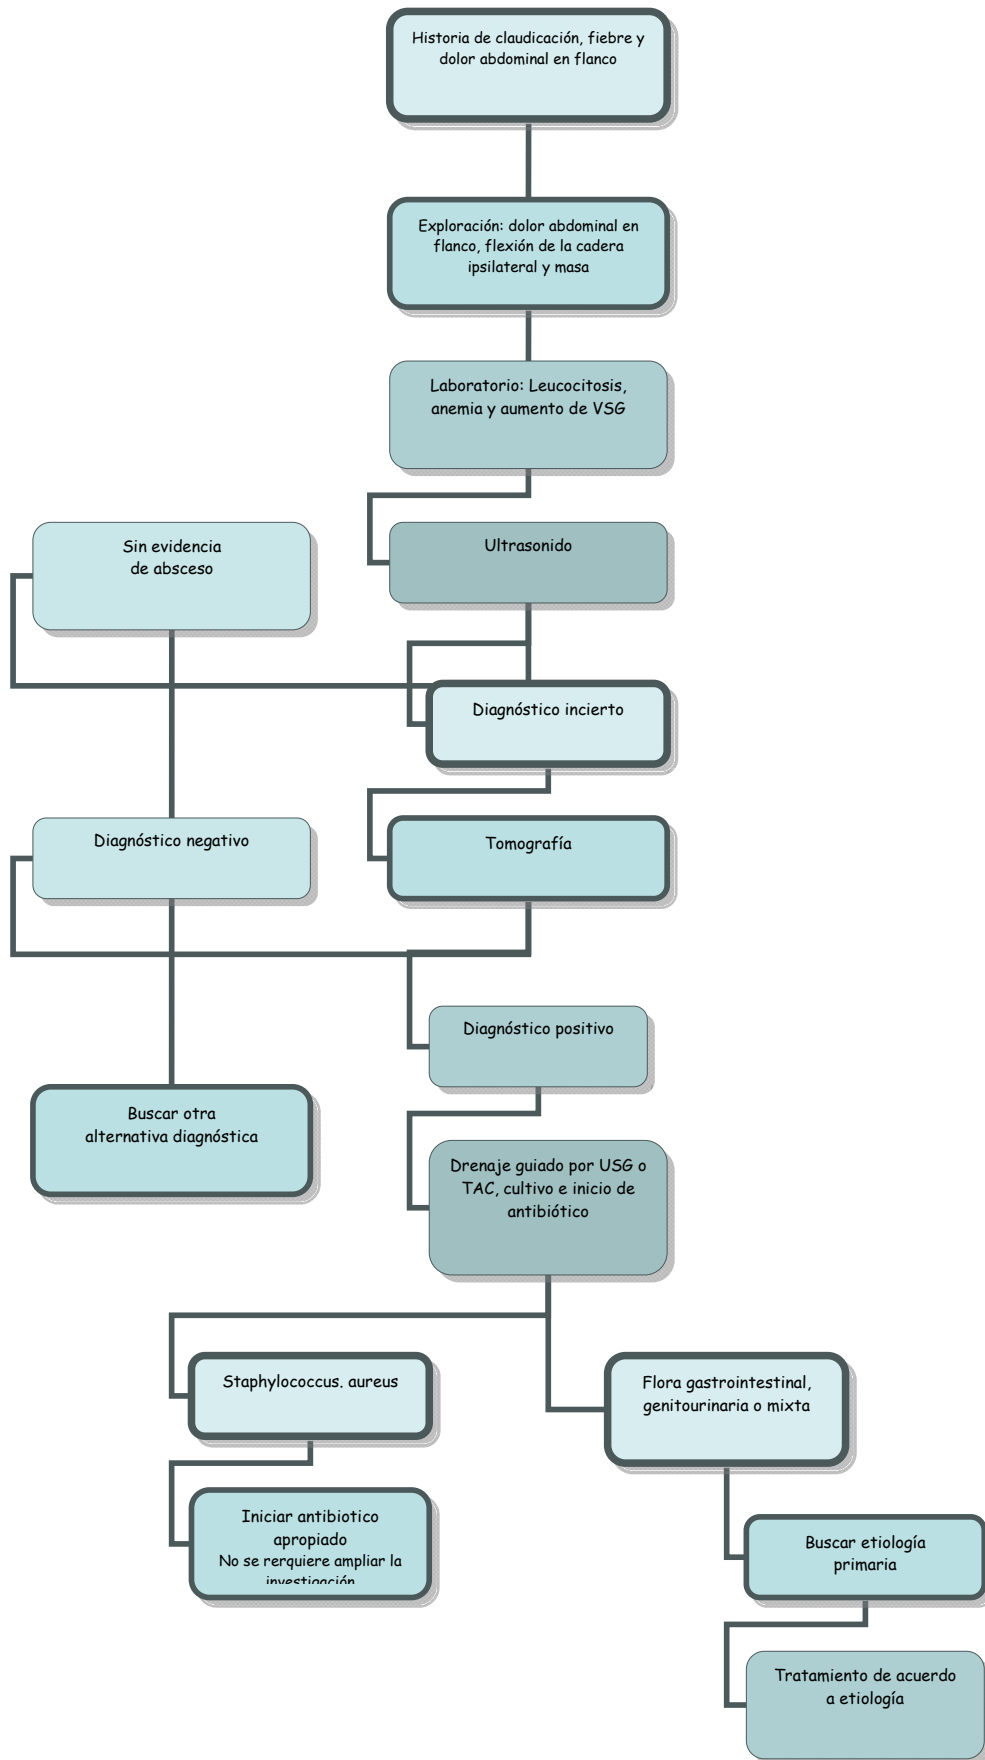 Historia de claudicación, fiebre y
dolor abdominal en flanco
Exploración: dolor abdominal en
flanco, flexión de la cadera
ipsilateral y masa
Laboratorio: Leucocitosis,
anemia y aumento de VSG
Sin evidencia
de absceso
Ultrasonido
Diagnóstico incierto
Diagnóstico negativo
Tomografía
Diagnóstico positivo
Buscar otra
alternativa diagnóstica
Drenaje guiado por USG o
TAC, cultivo e inicio de
antibiótico
Staphylococcus. aureus
Flora gastrointestinal,
genitourinaria o mixta
Iniciar antibiotico
apropiado
No se rerquiere ampliar la
investigación
Buscar etiología
primaria
Tratamiento de acuerdo
a etiología